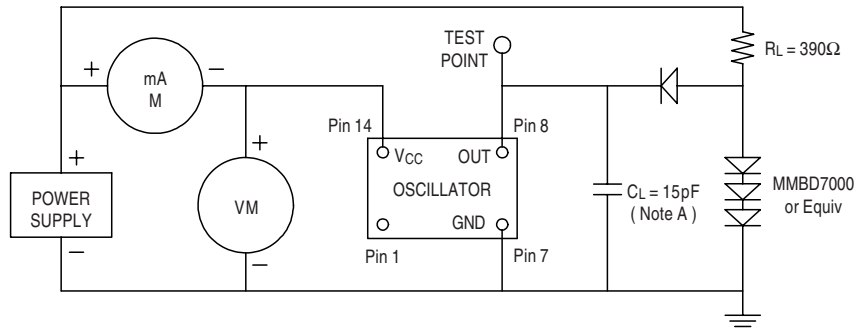 TEST
POINT
RL = 390Ω
+
mA
M
−
Pin 14
Pin 8
+
VCC
OUT
+
POWER
SUPPLY
VM
OSCILLATOR
CL = 15pF
( Note A )
MMBD7000
or Equiv
GND
−
−
Pin 1
Pin 7